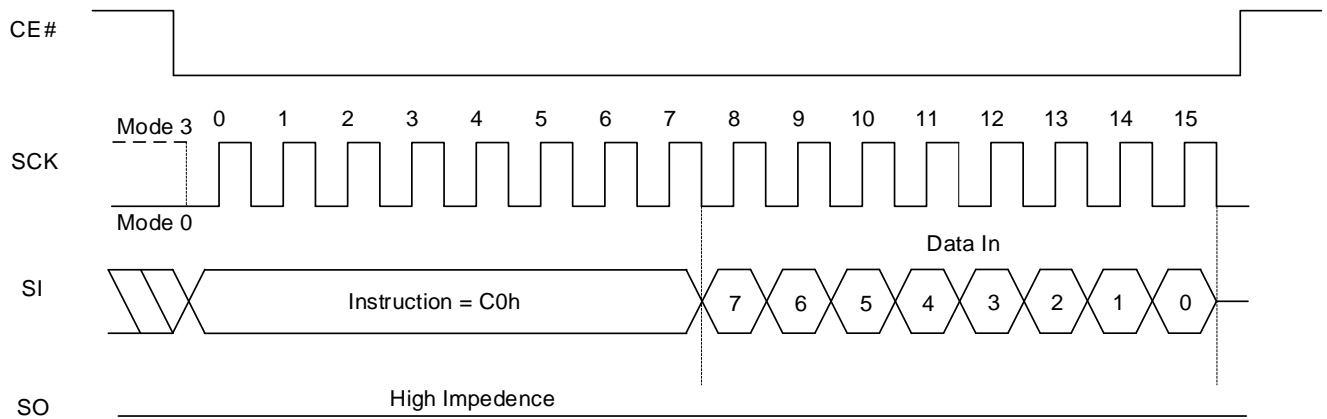 CE#
SCK
Mode 3
0 1 2 3 4 5 6 7 8 9 10 11 12 13 14 15
Mode 0
Data In
SI
Instruction = C0h
7 6 5 4 3 2 1 0
High Impedence
SO